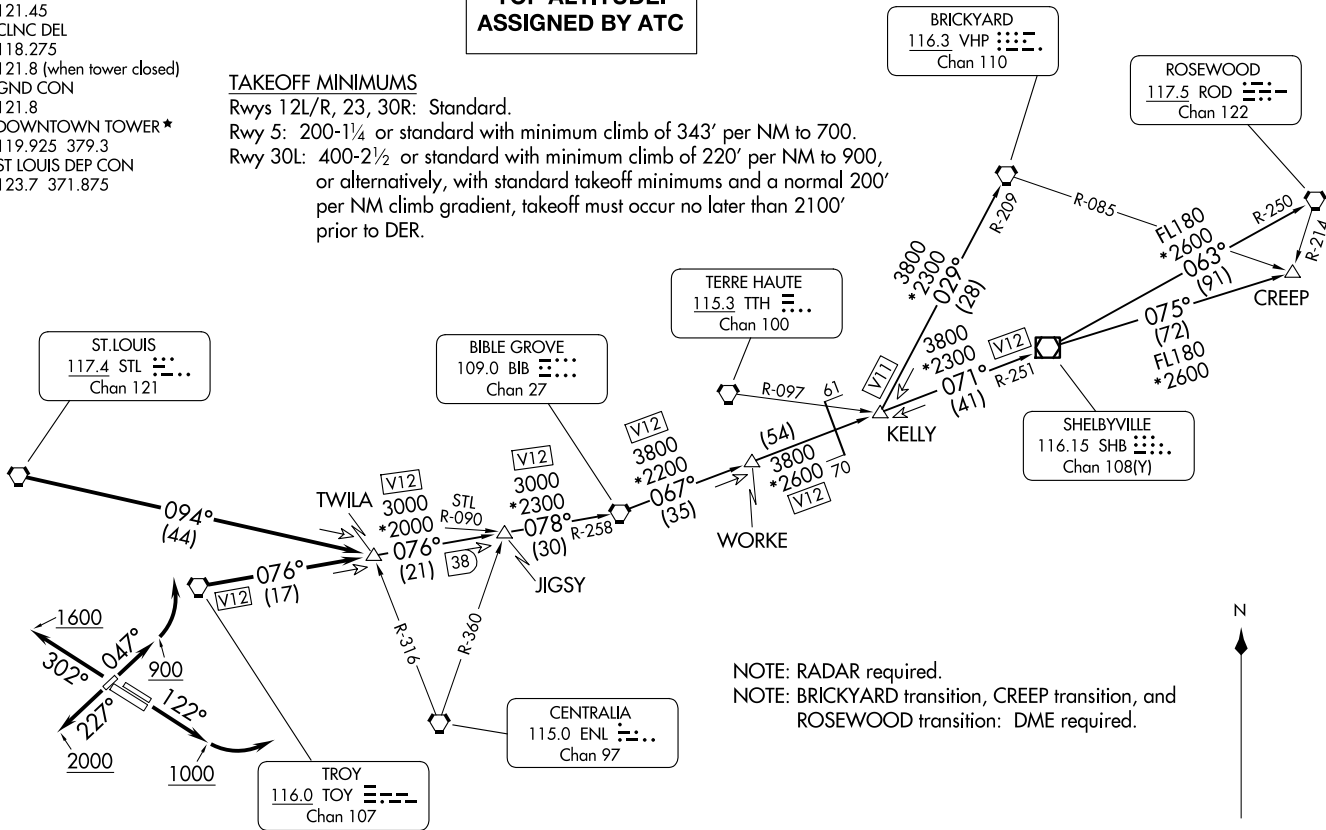 121.45
CLNC DEL
118.275
121.8 (when tower closed)
GND CON
121.8
DOWNTOWN TOWER★
119.925 379.3
ST LOUIS DEP CON
123.7 371.875
TOP ALTITUDE:
ASSIGNED BY ATC
TAKEOFF MINIMUMS
Rwys 12L/R, 23, 30R: Standard.
Rwy 5: 200-1¼ or standard with minimum climb of 343' per NM to 700.
Rwy 30L: 400-2½ or standard with minimum climb of 220' per NM to 900,
or alternatively, with standard takeoff minimums and a normal 200'
per NM climb gradient, takeoff must occur no later than 2100'
prior to DER.
BRICKYARD
116.3 VHP
Chan 110
ROSEWOOD
117.5 ROD
Chan 122
R-209
R-085
R-250
R-214
FL180
*2600
063°
(91)
CREEP
075°
(72)
FL180
*2600
3800
*2300
029°
(28)
TERRE HAUTE
115.3 TTH
Chan 100
R-097
61
70
V11
KELLY
3800
*2300
V12
071°
R-251
(41)
SHELBYVILLE
116.15 SHB
Chan 108(Y)
ST.LOUIS
117.4 STL
Chan 121
BIBLE GROVE
109.0 BIB
Chan 27
094°
(44)
TWILA
V12
3000
*2000
076°
(21)
STL
R-090
38
V12
3000
*2300
078°
(30)
R-258
JIGSY
V12
3800
*2200
067°
(35)
WORKE
(54)
3800
*2600
V12
076°
V12
(17)
R-316
R-360
1600
302°
047°
900
227°
122°
2000
1000
TROY
116.0 TOY
Chan 107
CENTRALIA
115.0 ENL
Chan 97
NOTE: RADAR required.
NOTE: BRICKYARD transition, CREEP transition, and
ROSEWOOD transition: DME required.
N